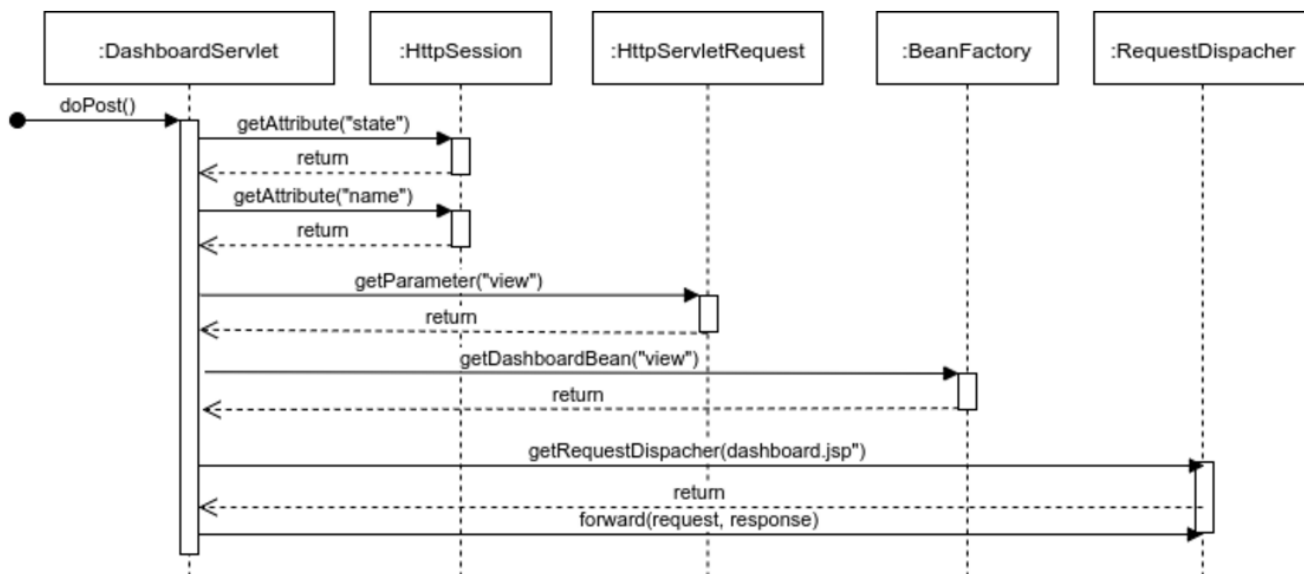 :DashboardServlet
:HttpSession
:HttpServletRequest
:BeanFactory
:RequestDispacher
doPost()
getAttribute("state")
return
getAttribute("name")
return
getParameter("view")
return
getDashboardBean("view")
return
getRequestDispacher(dashboard.jsp")
return
forward(request, response)